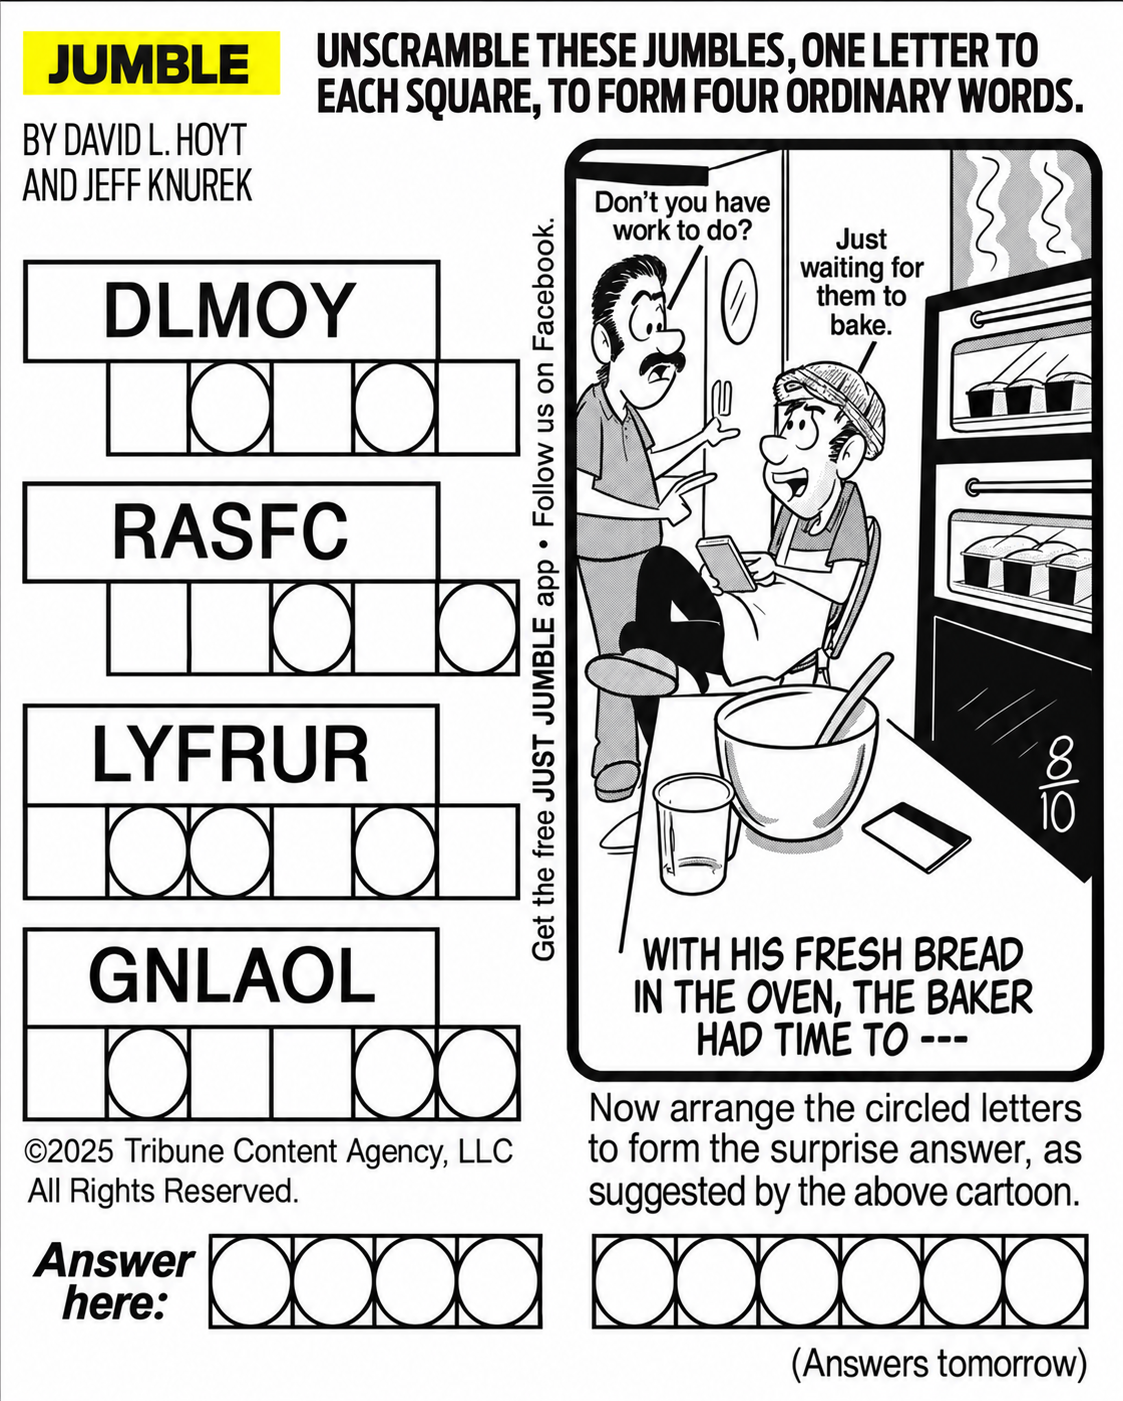 JUMBLE
UNSCRAMBLE THESE JUMBLES, ONE LETTER TO
EACH SQUARE, TO FORM FOUR ORDINARY WORDS.
BY DAVID L. HOYT
AND JEFF KNUREK
DLMOY
RASFC
LYFRUR
GNLAOL
©2025 Tribune Content Agency, LLC
All Rights Reserved.
Get the free JUST JUMBLE app • Follow us on Facebook.
Don't you have
work to do?
Just
waiting for
them to
bake.
8
10
WITH HIS FRESH BREAD
IN THE OVEN, THE BAKER
HAD TIME TO ---
Now arrange the circled letters
to form the surprise answer, as
suggested by the above cartoon.
Answer
here:
(Answers tomorrow)